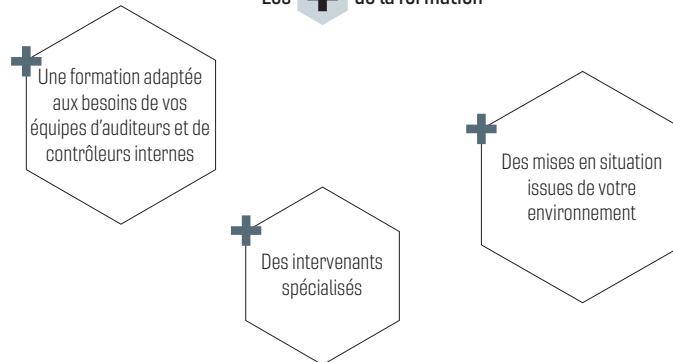 Les + de la formation
Une formation adaptée
aux besoins de vos
équipes d'auditeurs et de
contrôleurs internes
Des mises en situation
issues de votre
environnement
Des intervenants
spécialisés